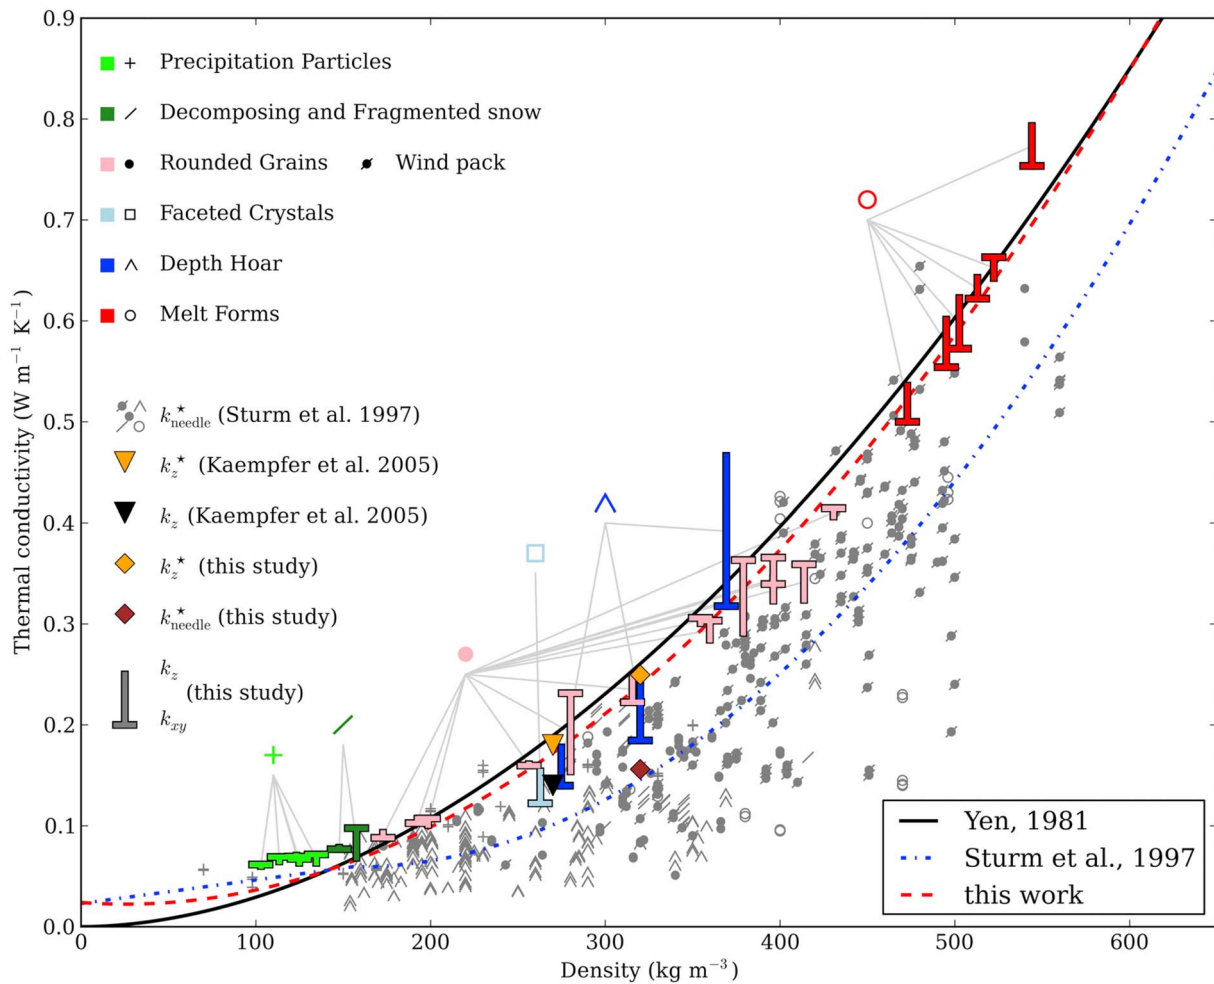 0.9
0.8
0.7
0.6
0.5
0.4
0.3
0.2
0.1
0.0
Thermal conductivity (W m⁻¹ K⁻¹)
Precipitation Particles
Decomposing and Fragmented snow
Rounded Grains Wind pack
Faceted Crystals
Depth Hoar
Melt Forms
k★needle (Sturm et al. 1997)
kz★ (Kaempfer et al. 2005)
kz (Kaempfer et al. 2005)
kz★ (this study)
k★needle (this study)
kz
(this study)
kxy
Yen, 1981
Sturm et al., 1997
this work
0 100 200 300 400 500 600
Density (kg m⁻³)